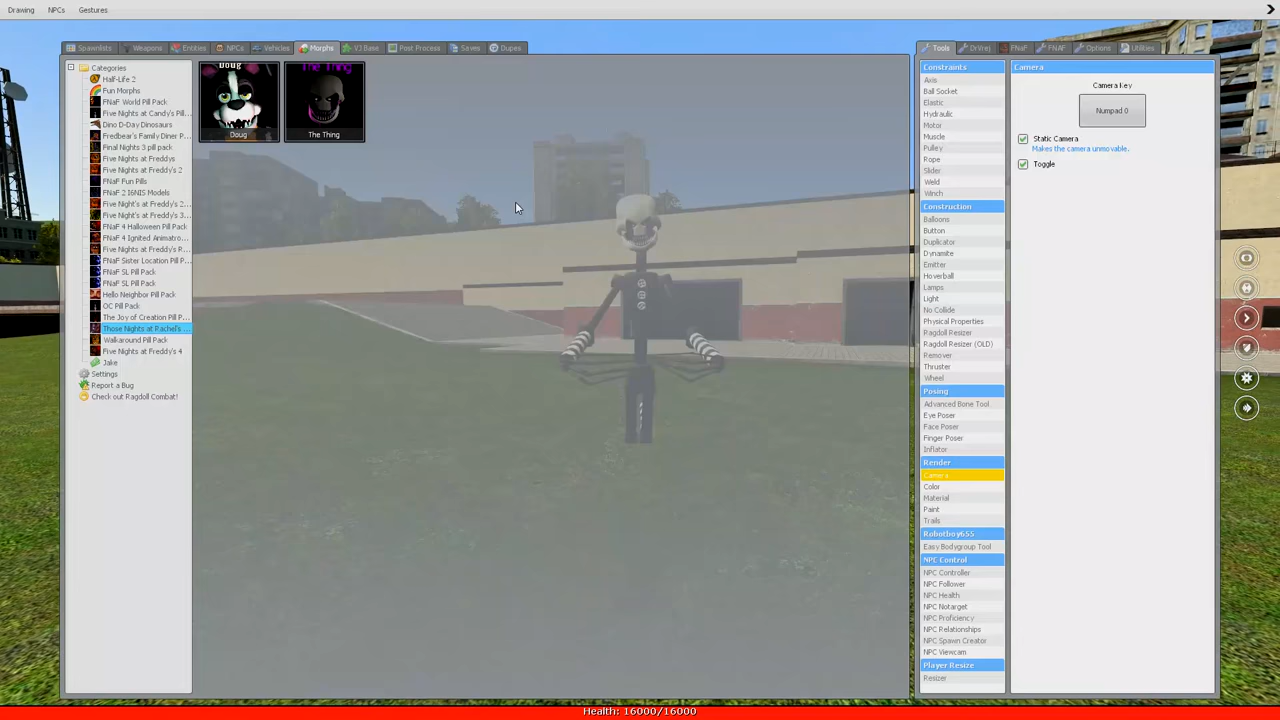 Drawing NPCs Gestures
Spawnlists Weapons Entities NPCs Vehicles Morphs V3 Base Post Process Saves Dupes
Categories
Half-Life 2
Fun Morphs
FNaF World Pill Pack
Five Nights at Candy's Pill...
Dino D-Day Dinosaurs
Fredbear's Family Diner P...
Final Nights 3 pill pack
Five Nights at Freddys
Five Nights at Freddy's 2
FNaF Fun Pills
FNaF 2 IGNIS Models
Five Night's at Freddy's 2...
Five Night's at Freddy's 3...
FNAF 4 Halloween Pill Pack
FNaF 4 Ignited Animatro...
Five Nights at Freddy's R...
FNaF Sister Location Pill P...
FNaF SL Pill Pack
FNAF SL Pill Pack
Hello Neighbor Pill Pack
OC Pill Pack
The Joy of Creation Pill P...
Those Nights at Rachel's ...
Walkaround Pill Pack
Five Nights at Freddy's 4
Jake
Settings
Report a Bug
Check out Ragdoll Combat!
Doug
Doug
The Thing
The Thing
Tools DrVrej FNaF FNAF Options Utilities
Constraints
Axis
Ball Socket
Elastic
Hydraulic
Motor
Muscle
Pulley
Rope
Slider
Weld
Winch
Construction
Balloons
Button
Duplicator
Dynamite
Emitter
Hoverball
Lamps
Light
No Collide
Physical Properties
Ragdoll Resizer
Ragdoll Resizer (OLD)
Remover
Thruster
Wheel
Posing
Advanced Bone Tool
Eye Poser
Face Poser
Finger Poser
Inflator
Render
Camera
Color
Material
Paint
Trails
Robotboy655
Easy Bodygroup Tool
NPC Control
NPC Controller
NPC Follower
NPC Health
NPC Notarget
NPC Proficiency
NPC Relationships
NPC Spawn Creator
NPC Viewcam
Player Resize
Resizer
Camera
Camera Key
Numpad 0
Static Camera
Makes the camera unmovable.
Toggle
Health: 16000/16000